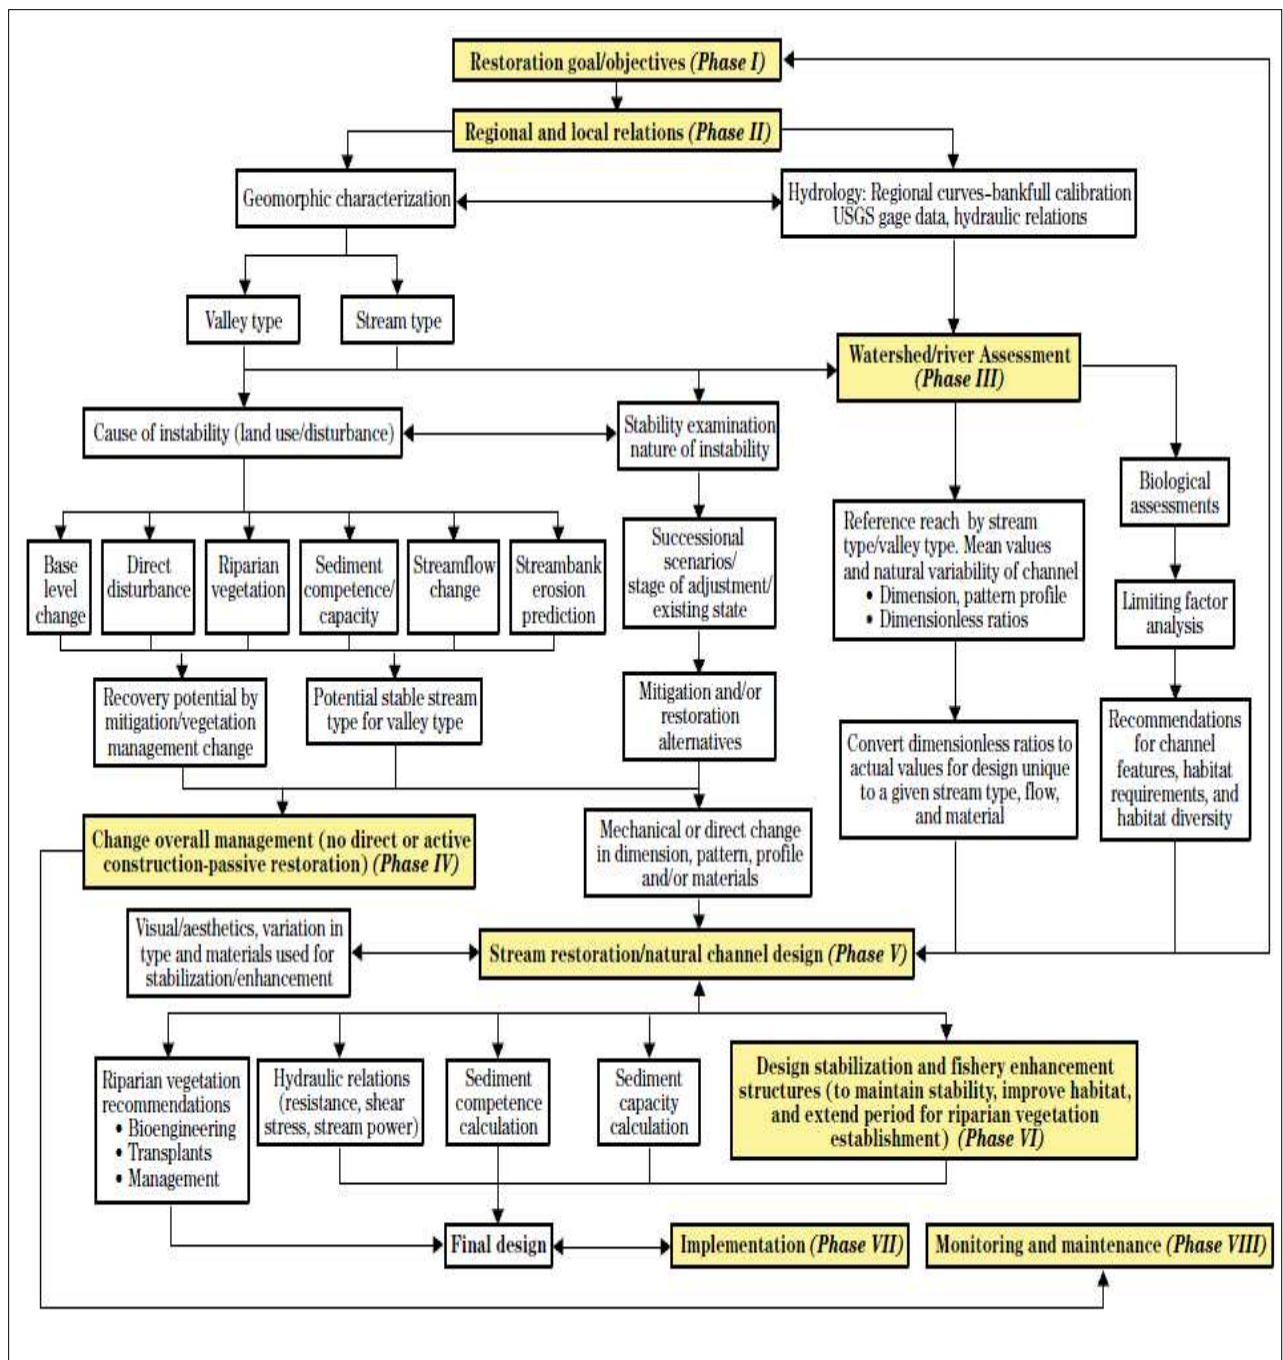 Restoration goal/objectives (Phase I)
Regional and local relations (Phase II)
Geomorphic characterization
Hydrology: Regional curves–bankfull calibration
USGS gage data, hydraulic relations
Valley type
Stream type
Watershed/river Assessment
(Phase III)
Cause of instability (land use/disturbance)
Stability examination
nature of instability
Biological
assessments
Base
level
change
Direct
disturbance
Riparian
vegetation
Sediment
competence/
capacity
Streamflow
change
Streambank
erosion
prediction
Successional
scenarios/
stage of adjustment/
existing state
Reference reach by stream
type/valley type. Mean values
and natural variability of channel
• Dimension, pattern profile
• Dimensionless ratios
Limiting factor
analysis
Recovery potential by
mitigation/vegetation
management change
Potential stable stream
type for valley type
Mitigation and/or
restoration
alternatives
Convert dimensionless ratios to
actual values for design unique
to a given stream type, flow,
and material
Recommendations
for channel
features, habitat
requirements, and
habitat diversity
Change overall management (no direct or active
construction-passive restoration) (Phase IV)
Mechanical or direct change
in dimension, pattern, profile
and/or materials
Visual/aesthetics, variation in
type and materials used for
stabilization/enhancement
Stream restoration/natural channel design (Phase V)
Riparian vegetation
recommendations
• Bioengineering
• Transplants
• Management
Hydraulic relations
(resistance, shear
stress, stream power)
Sediment
competence
calculation
Sediment
capacity
calculation
Design stabilization and fishery enhancement
structures (to maintain stability, improve habitat,
and extend period for riparian vegetation
establishment) (Phase VI)
Final design
Implementation (Phase VII)
Monitoring and maintenance (Phase VIII)